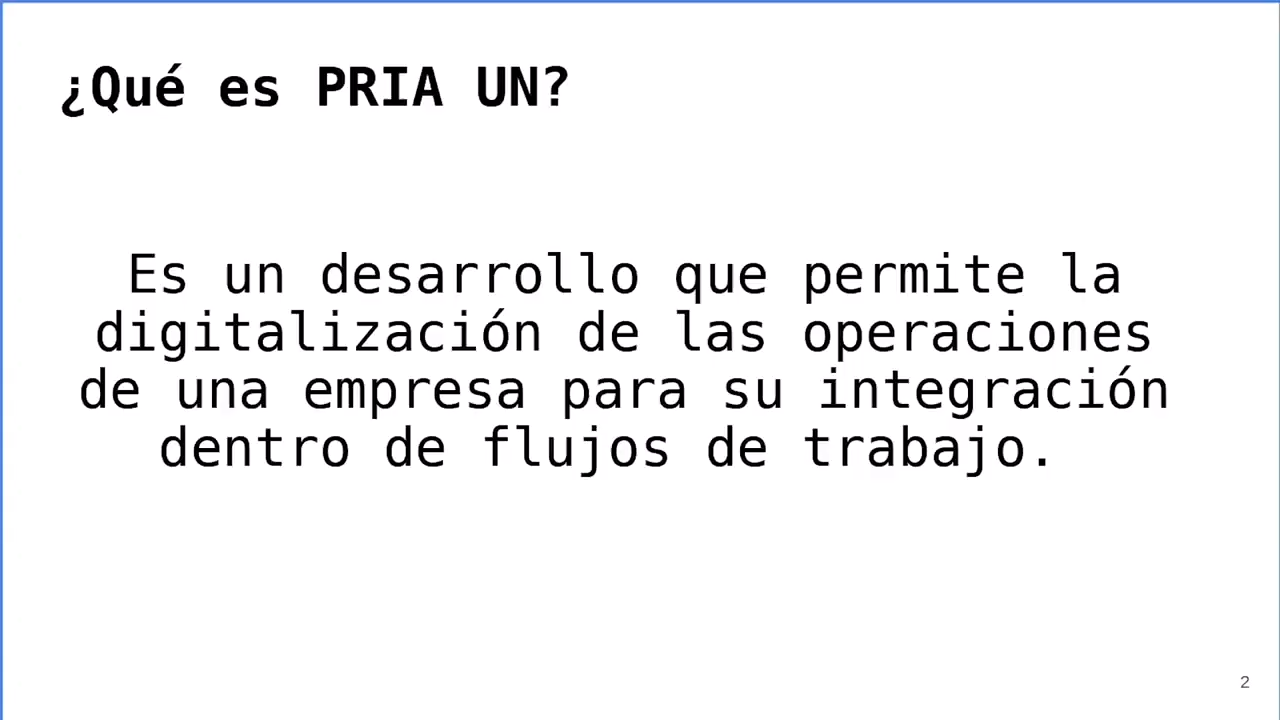 ¿Qué es PRIA UN?
Es un desarrollo que permite la
digitalización de las operaciones
de una empresa para su integración
dentro de flujos de trabajo.
2